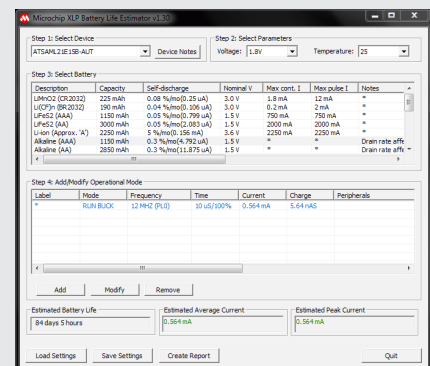 Microchip XLP Battery Life Estimator v1.30
Step 1: Select Device
ATSAML21E15B-AUT
Device Notes
Step 2: Select Parameters
Voltage: 1.8V
Temperature: 25
Step 3: Select Battery
Description Capacity Self-discharge Nominal V Max cont. I Max pulse I Notes
LiMnO2 (CR2032) 225 mAh 0.08 %/mo(0.25 uA) 3.0 V 1.8 mA 12 mA *
Li(CF)n (BR2032) 190 mAh 0.04 %/mo(0.106 uA) 3.0 V 0.2 mA 2 mA *
LiFeS2 (AAA) 1150 mAh 0.05 %/mo(0.799 uA) 1.5 V 750 mA 750 mA *
LiFeS2 (AA) 3000 mAh 0.05 %/mo(2.083 uA) 1.5 V 2000 mA 2000 mA *
Li-ion (Approx. 'A') 2250 mAh 5 %/mo(0.156 mA) 3.6 V 2250 mA 2250 mA *
Alkaline (AAA) 1150 mAh 0.3 %/mo(4.792 uA) 1.5 V * * Drain rate affe
Alkaline (AA) 2850 mAh 0.3 %/mo(11.875 uA) 1.5 V * * Drain rate affe
Step 4: Add/Modify Operational Mode
Label Mode Frequency Time Current Charge Peripherals
* RUN BUCK 12 MHZ (PL0) 10 uS/100% 0.564 mA 5.64 nAS
Add Modify Remove
Estimated Battery Life
84 days 5 hours
Estimated Average Current
0.564 mA
Estimated Peak Current
0.564 mA
Load Settings Save Settings Create Report Quit